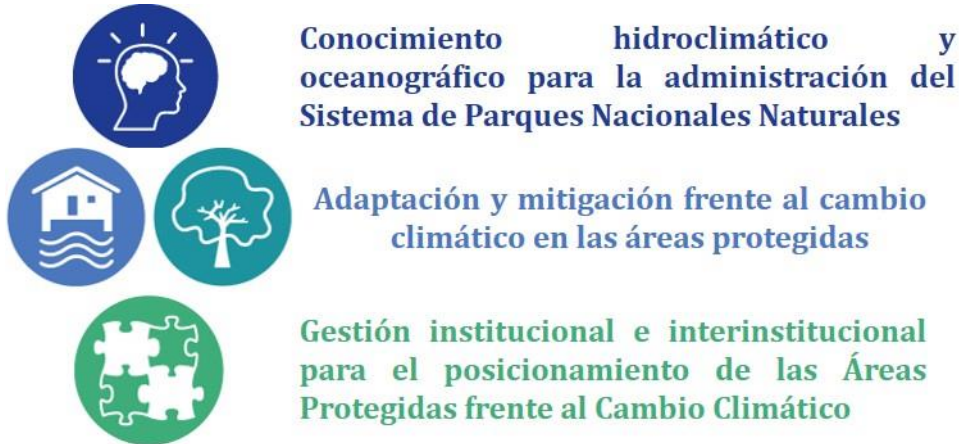 Conocimiento hidroclimático y
oceanográfico para la administración del
Sistema de Parques Nacionales Naturales
Adaptación y mitigación frente al cambio
climático en las áreas protegidas
Gestión institucional e interinstitucional
para el posicionamiento de las Áreas
Protegidas frente al Cambio Climático